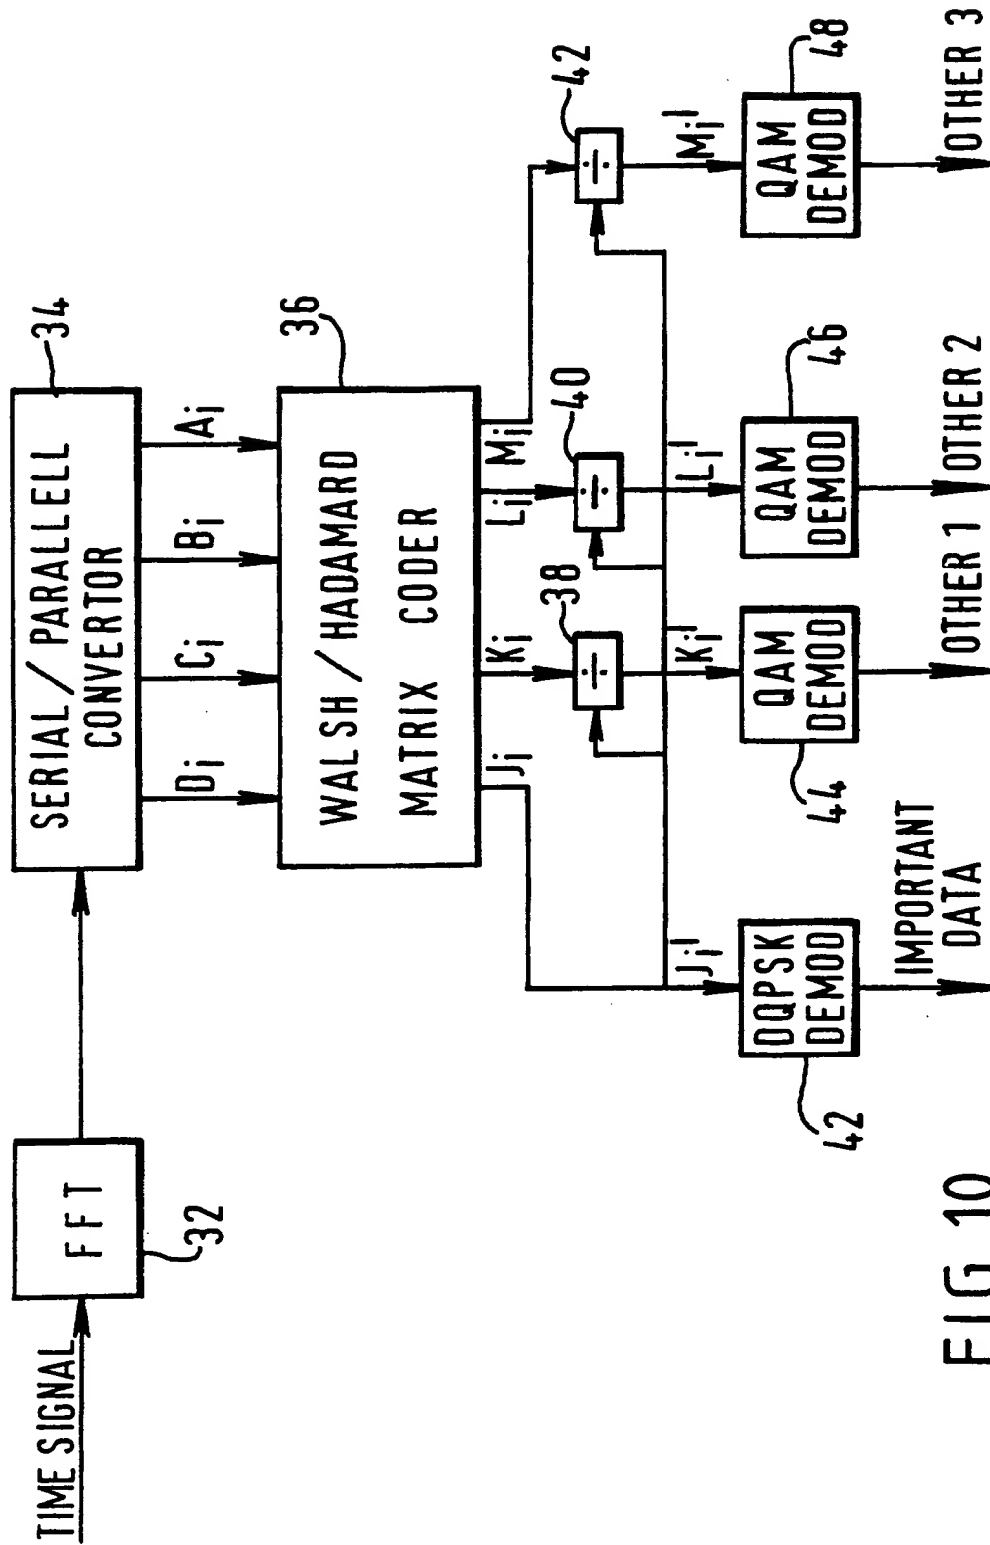 TIME SIGNAL
FFT
32
SERIAL / PARALLELL
CONVERTOR
34
Di
Ci
Bi
Ai
WALSH / HADAMARD
MATRIX CODER
36
Ji
Ki
Li
Mi
38
÷
40
÷
42
÷
Ji'
Ki'
Li'
Mi'
DQPSK
DEMOD
42
QAM
DEMOD
44
QAM
DEMOD
46
QAM
DEMOD
48
IMPORTANT
DATA
OTHER 1
OTHER 2
OTHER 3
FIG 10